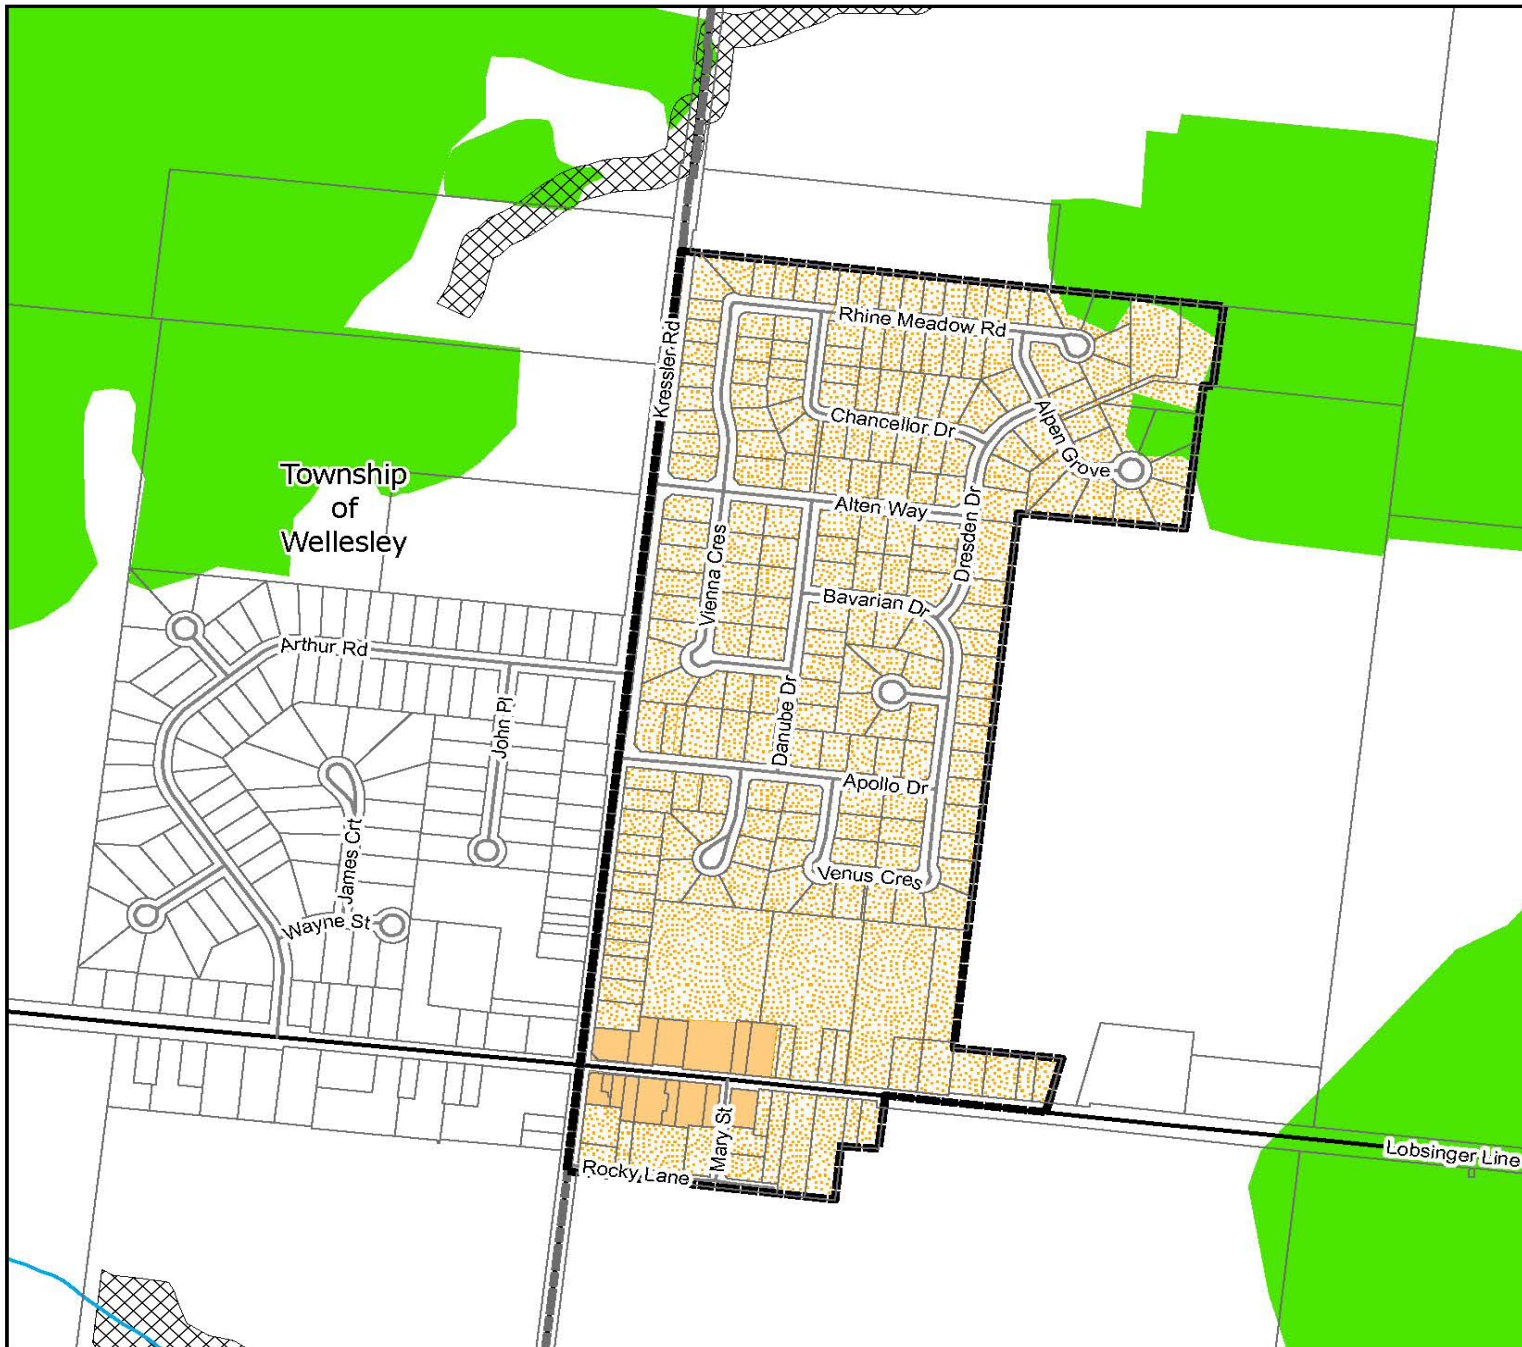 Rhine Meadow Rd
Kressler Rd
Chancellor Dr
Alpen Grove
Township
of
Wellesley
Alten Way
Dresden Dr
Vienna Cres
Bavarian Dr
Arthur Rd
John Pl
Danube Dr
Apollo Dr
James Crt
Venus Cres
Wayne St
Mary St
Lobsinger Line
Rocky Lane